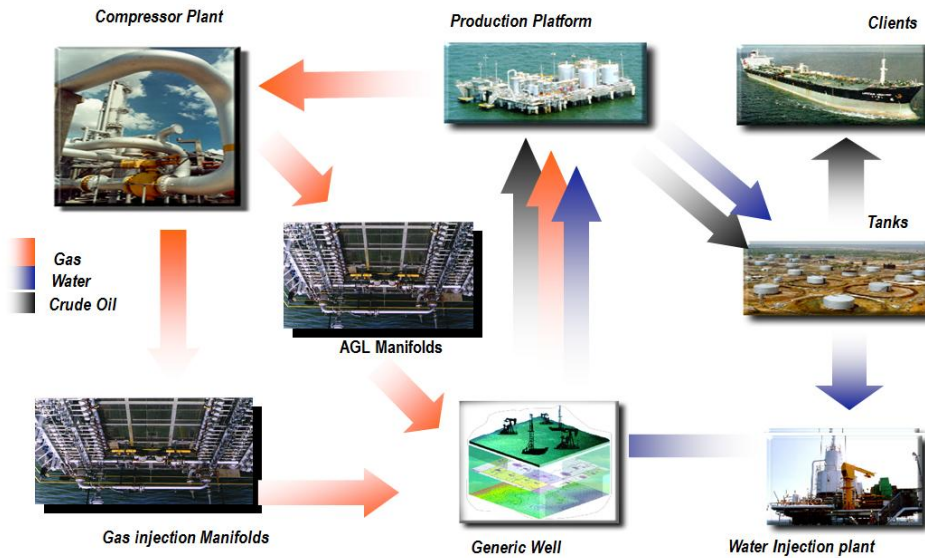 Compressor Plant
Production Platform
Clients
Tanks
Gas
Water
Crude Oil
AGL Manifolds
Gas injection Manifolds
Generic Well
Water Injection plant